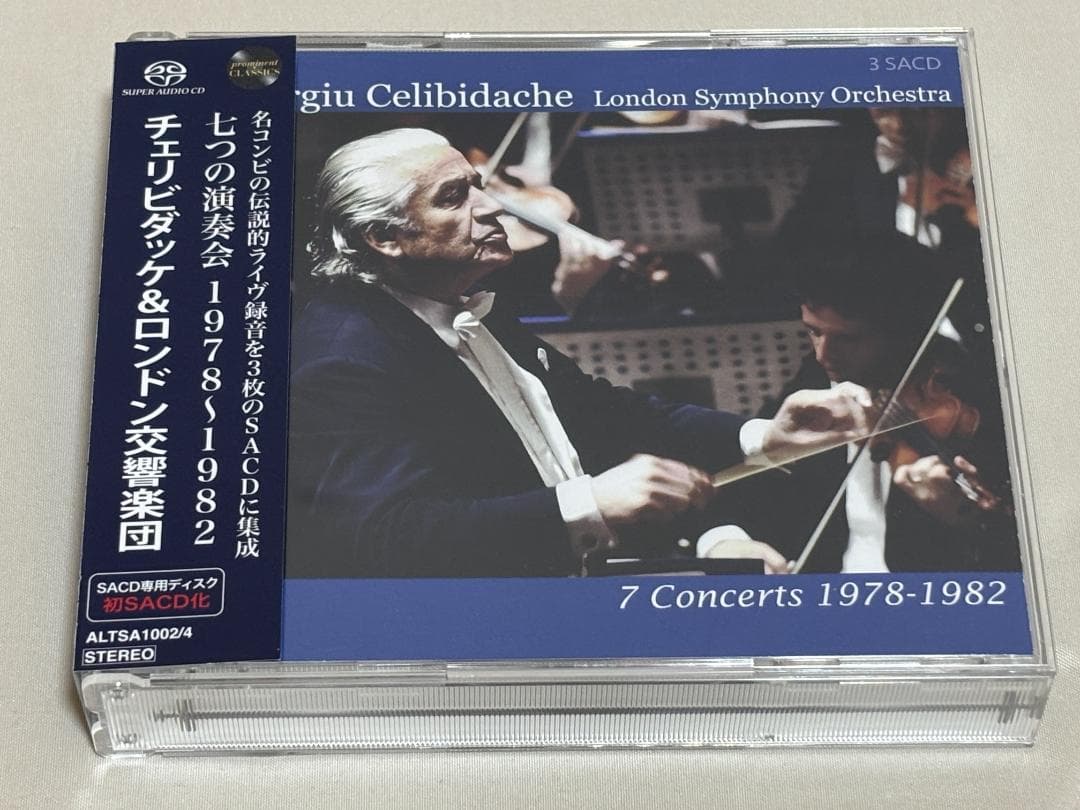 SUPER AUDIO CD
prominent
CLASSICS
名コンビの伝説的ライヴ録音を3枚のSACDに集成
七つの演奏会 1978〜1982
チェリビダッケ&ロンドン交響楽団
SACD専用ディスク
初SACD化
ALTSA1002/4
STEREO
3 SACD
rgiu Celibidache London Symphony Orchestra
7 Concerts 1978-1982